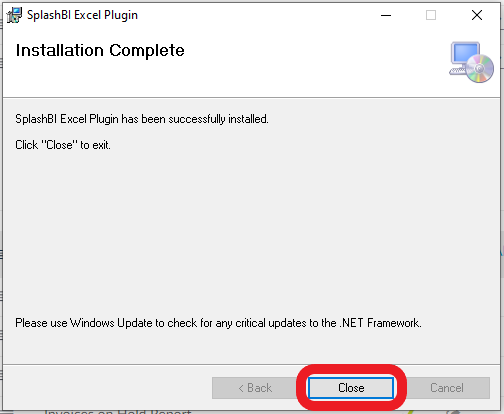 SplashBI Excel Plugin
Installation Complete
SplashBI Excel Plugin has been successfully installed.
Click "Close" to exit.
Please use Windows Update to check for any critical updates to the .NET Framework.
< Back Close Cancel
Invoices on Hold Report